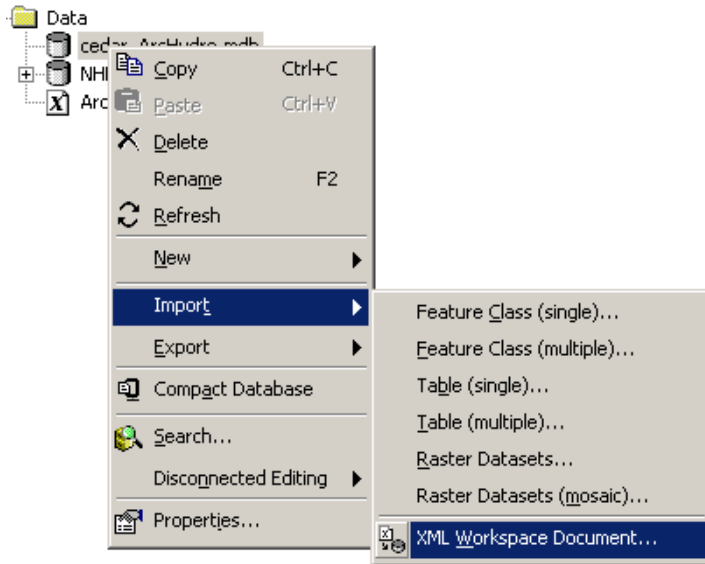 Data
cedar_ArcHydro.mdb
NHI
Arc
Copy Ctrl+C
Paste Ctrl+V
Delete
Rename F2
Refresh
New
Import
Export
Compact Database
Search...
Disconnected Editing
Properties...
Feature Class (single)...
Feature Class (multiple)...
Table (single)...
Table (multiple)...
Raster Datasets...
Raster Datasets (mosaic)...
XML Workspace Document...